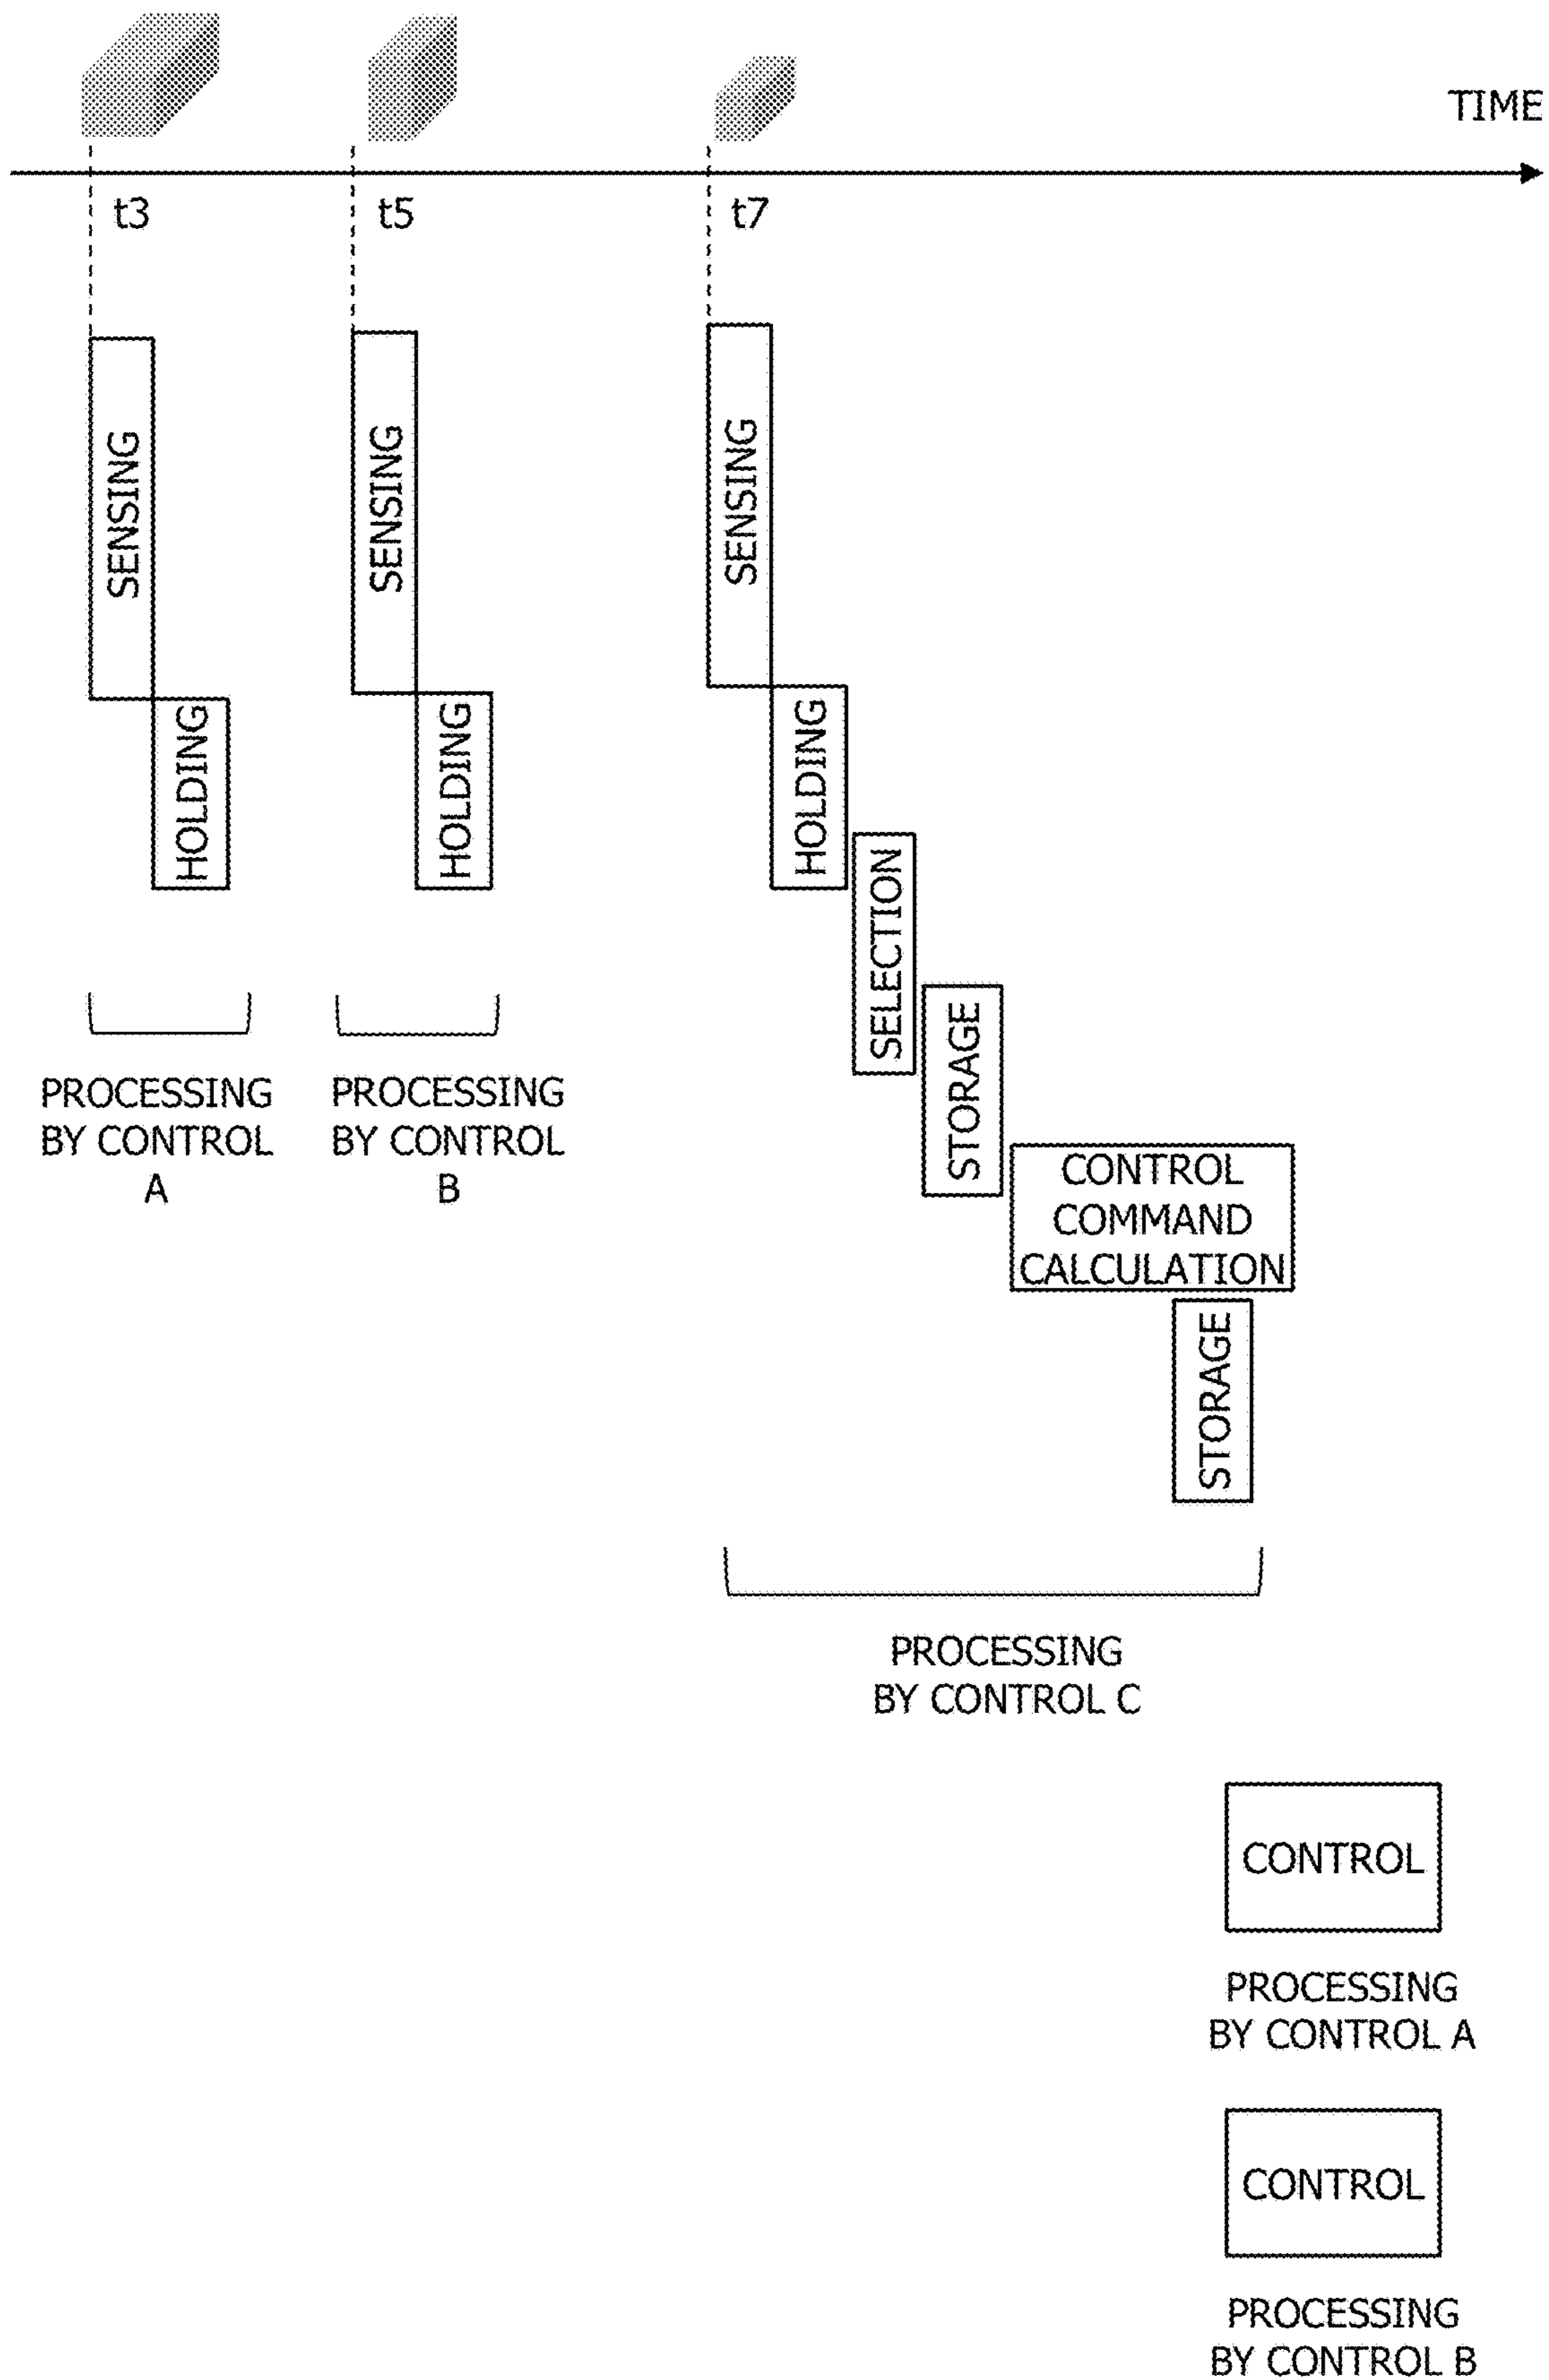 TIME
t3
t5
t7
SENSING
SENSING
SENSING
HOLDING
HOLDING
HOLDING
SELECTION
STORAGE
PROCESSING
BY CONTROL
A
PROCESSING
BY CONTROL
B
CONTROL
COMMAND
CALCULATION
STORAGE
PROCESSING
BY CONTROL C
CONTROL
PROCESSING
BY CONTROL A
CONTROL
PROCESSING
BY CONTROL B